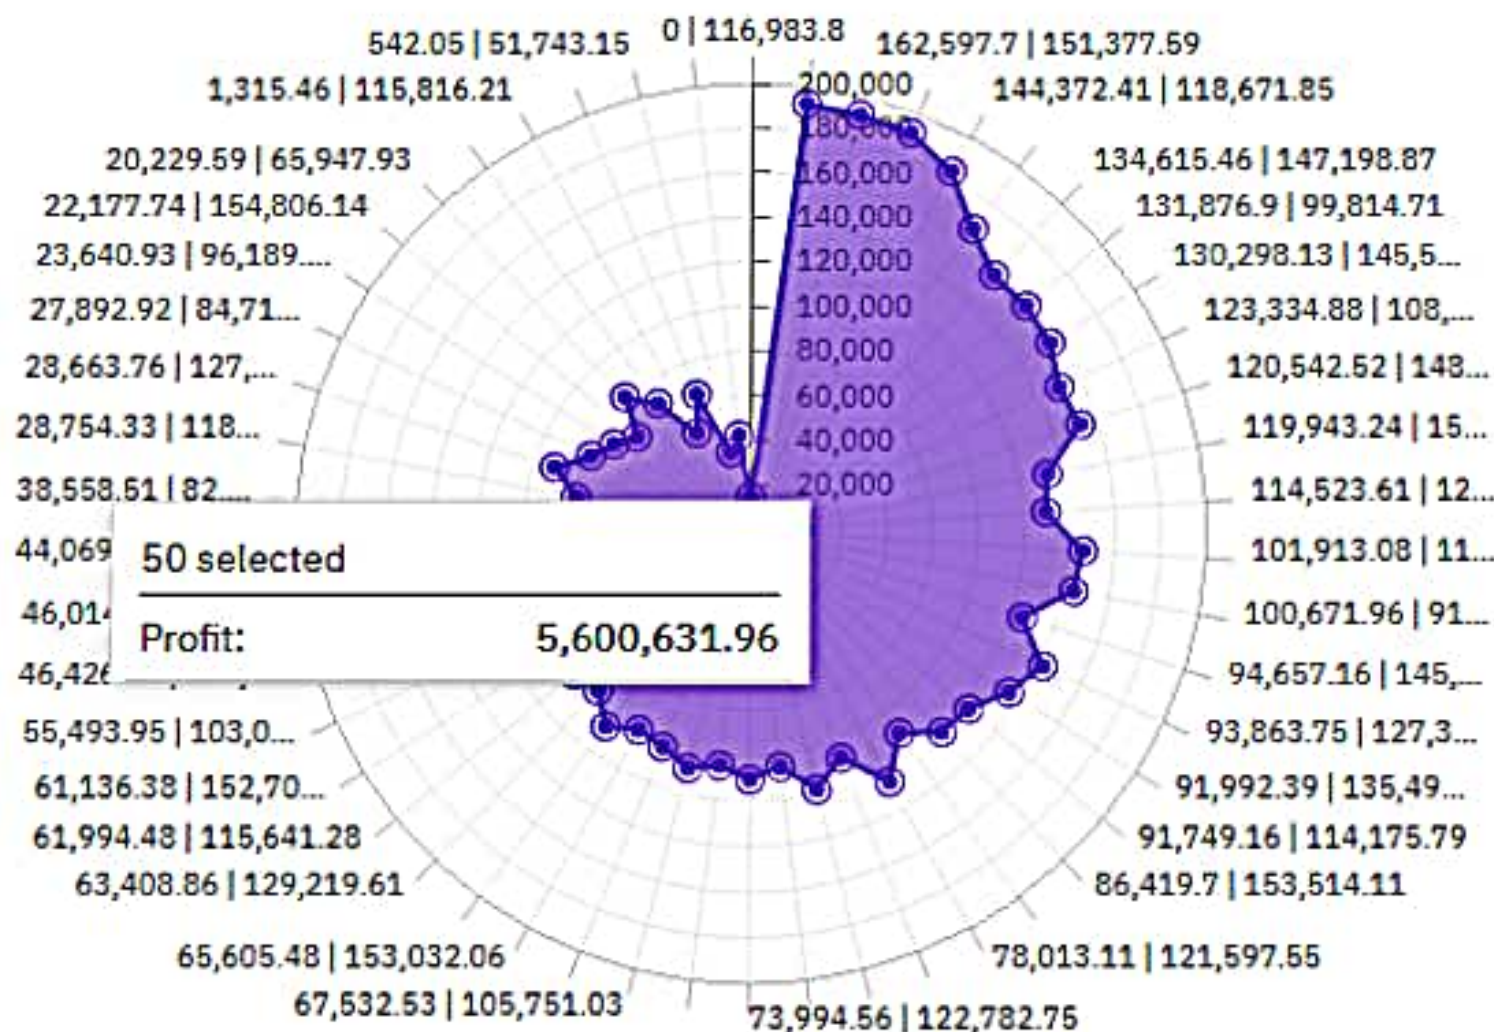 0 | 116,983.8
162,597.7 | 151,377.59
144,372.41 | 118,671.85
134,615.46 | 147,198.87
131,876.9 | 99,814.71
130,298.13 | 145,5...
123,334.88 | 108,...
120,542.52 | 148...
119,943.24 | 15...
114,523.61 | 12...
101,913.08 | 11...
100,671.96 | 91...
94,657.16 | 145,...
93,863.75 | 127,3...
91,992.39 | 135,49...
91,749.16 | 114,175.79
86,419.7 | 153,514.11
78,013.11 | 121,597.55
73,994.56 | 122,782.75
67,532.53 | 105,751.03
65,605.48 | 153,032.06
63,408.86 | 129,219.61
61,994.48 | 115,641.28
61,136.38 | 152,70...
55,493.95 | 103,0...
46,426
46,014
44,069
38,558.51 | 82....
28,754.33 | 118...
28,663.76 | 127,...
27,892.92 | 84,71...
23,640.93 | 96,189....
22,177.74 | 154,806.14
20,229.59 | 65,947.93
1,315.46 | 115,816.21
542.05 | 51,743.15
200,000
180,000
160,000
140,000
120,000
100,000
80,000
60,000
40,000
20,000
50 selected
Profit: 5,600,631.96